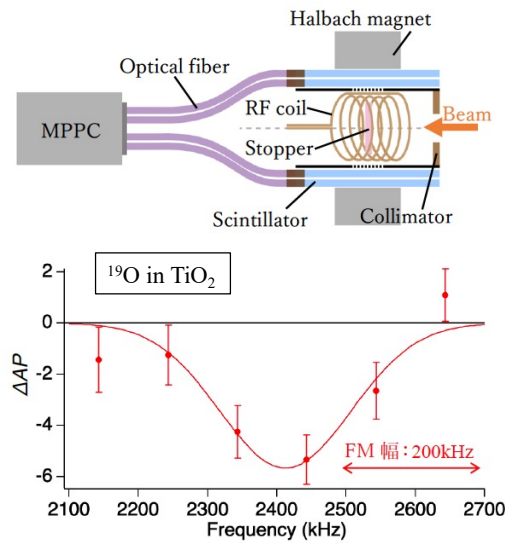 Halbach magnet
Optical fiber
MPPC
RF coil
Beam
Stopper
Scintillator
Collimator
¹⁹O in TiO₂
2
0
-2
-4
-6
ΔAP
FM 幅：200kHz
2100 2200 2300 2400 2500 2600 2700
Frequency (kHz)